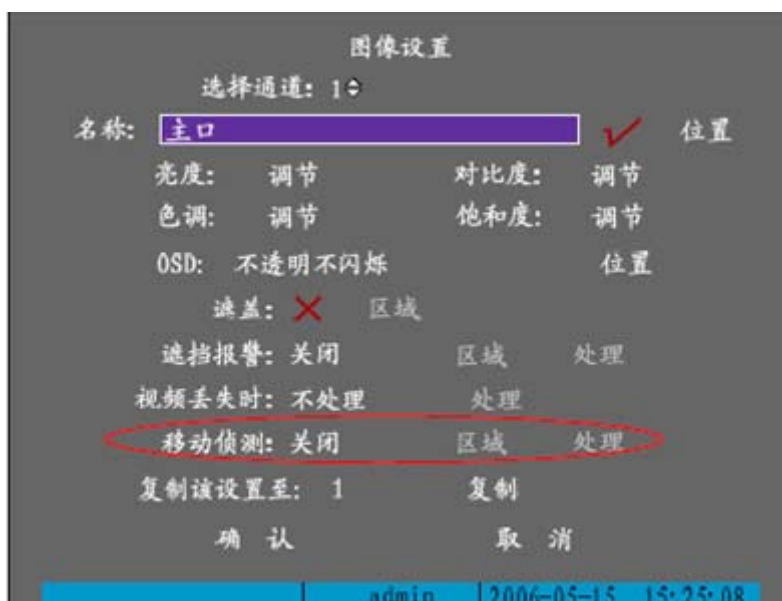 图像设置
选择通道: 1
名称: 主口 位置
亮度: 调节 对比度: 调节
色调: 调节 饱和度: 调节
OSD: 不透明不闪烁 位置
遮盖: 区域
遮挡报警: 关闭 区域 处理
视频丢失时: 不处理 处理
移动侦测: 关闭 区域 处理
复制该设置至: 1 复制
确 认 取 消
admin 2006-05-15 15:25:08